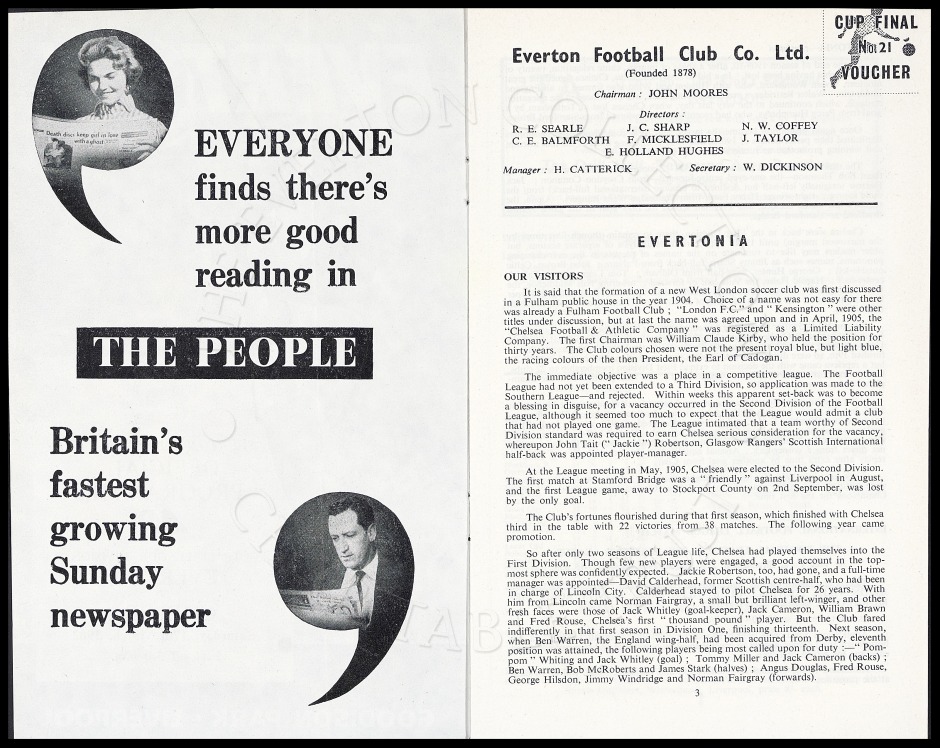 Death discs keep girl in love
with a ghost
EVERYONE
finds there's
more good
reading in
THE PEOPLE
Britain's
fastest
growing
Sunday
newspaper
CUP FINAL
No. 21
VOUCHER
Everton Football Club Co. Ltd.
(Founded 1878)
Chairman : JOHN MOORES
Directors :
R. E. SEARLE J. C. SHARP N. W. COFFEY
C. E. BALMFORTH F. MICKLESFIELD J. TAYLOR
E. HOLLAND HUGHES
Manager : H. CATTERICK Secretary : W. DICKINSON
EVERTONIA
OUR VISITORS
It is said that the formation of a new West London soccer club was first discussed
in a Fulham public house in the year 1904. Choice of a name was not easy for there
was already a Fulham Football Club ; "London F.C." and " Kensington " were other
titles under discussion, but at last the name was agreed upon and in April, 1905, the
"Chelsea Football & Athletic Company " was registered as a Limited Liability
Company. The first Chairman was William Claude Kirby, who held the position for
thirty years. The Club colours chosen were not the present royal blue, but light blue,
the racing colours of the then President, the Earl of Cadogan.
The immediate objective was a place in a competitive league. The Football
League had not yet been extended to a Third Division, so application was made to the
Southern League—and rejected. Within weeks this apparent set-back was to become
a blessing in disguise, for a vacancy occurred in the Second Division of the Football
League, although it seemed too much to expect that the League would admit a club
that had not played one game. The League intimated that a team worthy of Second
Division standard was required to earn Chelsea serious consideration for the vacancy,
whereupon John Tait (" Jackie ") Robertson, Glasgow Rangers' Scottish International
half-back was appointed player-manager.
At the League meeting in May, 1905, Chelsea were elected to the Second Division.
The first match at Stamford Bridge was a " friendly " against Liverpool in August,
and the first League game, away to Stockport County on 2nd September, was lost
by the only goal.
The Club's fortunes flourished during that first season, which finished with Chelsea
third in the table with 22 victories from 38 matches. The following year came
promotion.
So after only two seasons of League life, Chelsea had played themselves into the
First Division. Though few new players were engaged, a good account in the top-
most sphere was confidently expected. Jackie Robertson, too, had gone, and a full-time
manager was appointed—David Calderhead, former Scottish centre-half, who had been
in charge of Lincoln City. Calderhead stayed to pilot Chelsea for 26 years. With
him from Lincoln came Norman Fairgray, a small but brilliant left-winger, and other
fresh faces were those of Jack Whitley (goal-keeper), Jack Cameron, William Brawn
and Fred Rouse, Chelsea's first " thousand pound " player. But the Club fared
indifferently in that first season in Division One, finishing thirteenth. Next season,
when Ben Warren, the England wing-half, had been acquired from Derby, eleventh
position was attained, the following players being most called upon for duty :—" Pom-
pom " Whiting and Jack Whitley (goal) ; Tommy Miller and Jack Cameron (backs) ;
Ben Warren, Bob McRoberts and James Stark (halves) ; Angus Douglas, Fred Rouse,
George Hilsdon, Jimmy Windridge and Norman Fairgray (forwards).
3